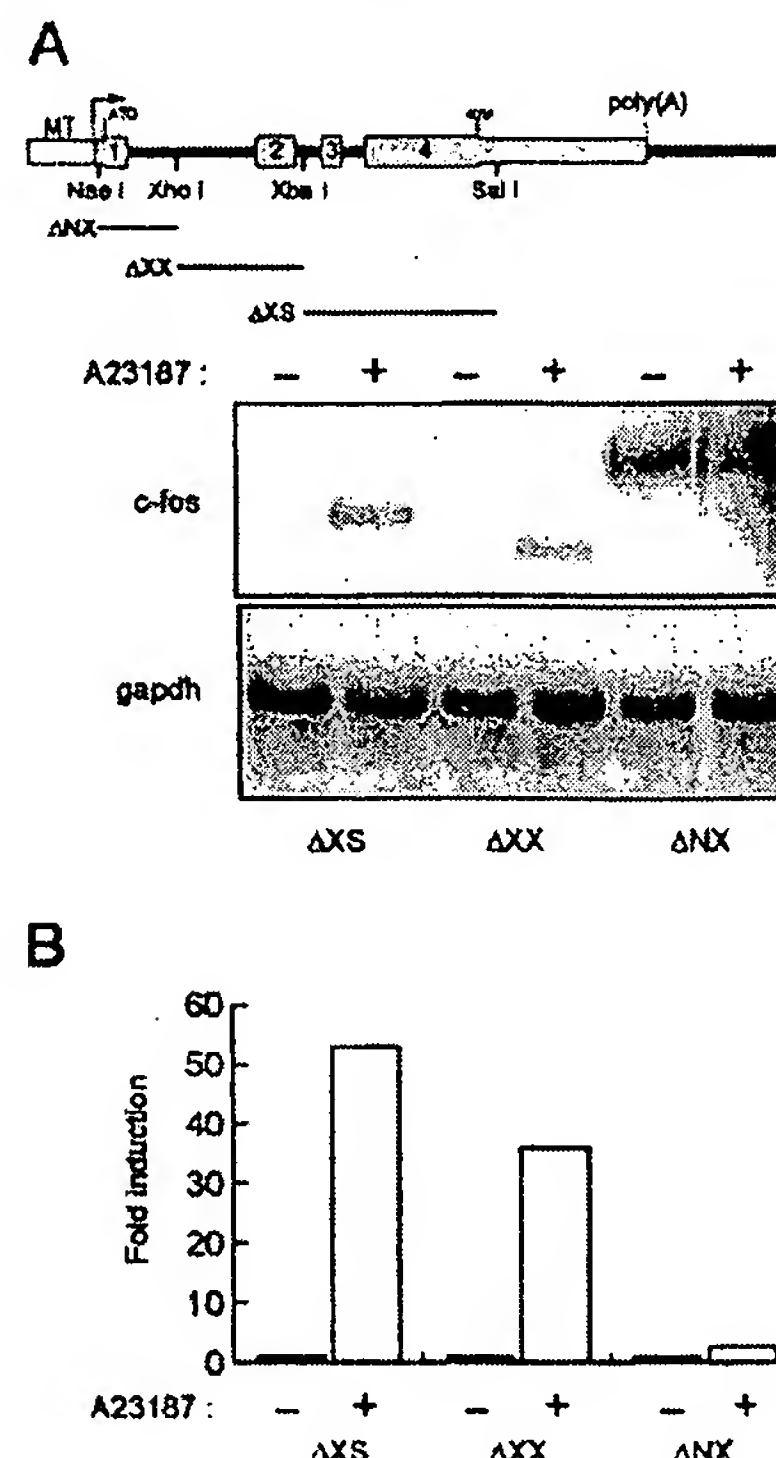 A
MT
ATG
poly(A)
1 2 3 4
Nae I Xho I Xba I Sal I
ΔNX
ΔXX
ΔXS
A23187 : – + – + – +
c-fos
gapdh
ΔXS ΔXX ΔNX
B
60
50
40
30
20
10
0
Fold induction
A23187 : – + – + – +
ΔXS ΔXX ΔNX